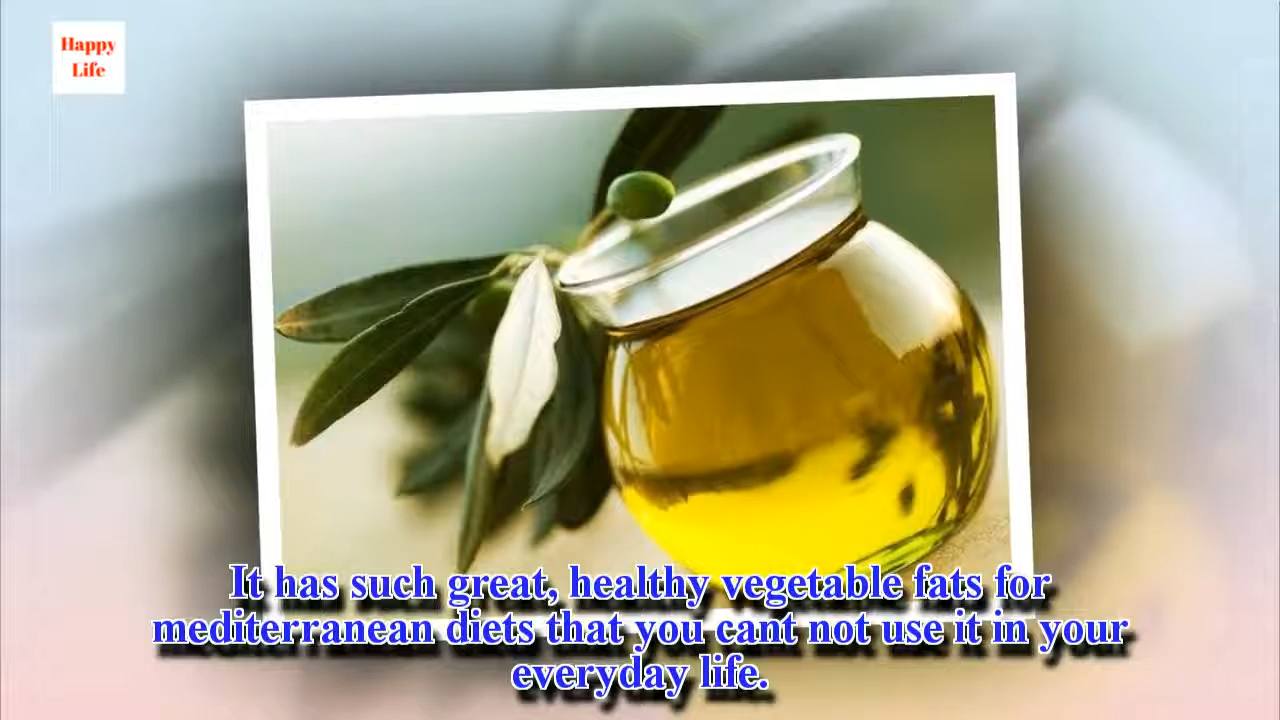 Happy
Life
It has such great, healthy vegetable fats for
mediterranean diets that you cant not use it in your
everyday life.